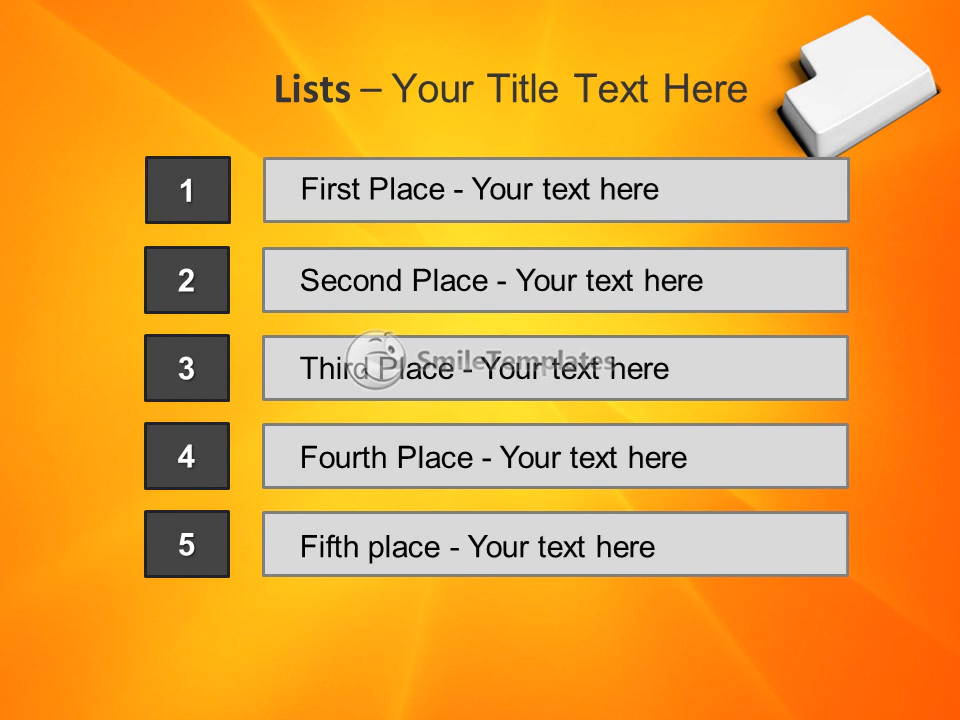 Lists – Your Title Text Here
1 First Place - Your text here
2 Second Place - Your text here
3 Third Place - Your text here
SmileTemplates
4 Fourth Place - Your text here
5 Fifth place - Your text here